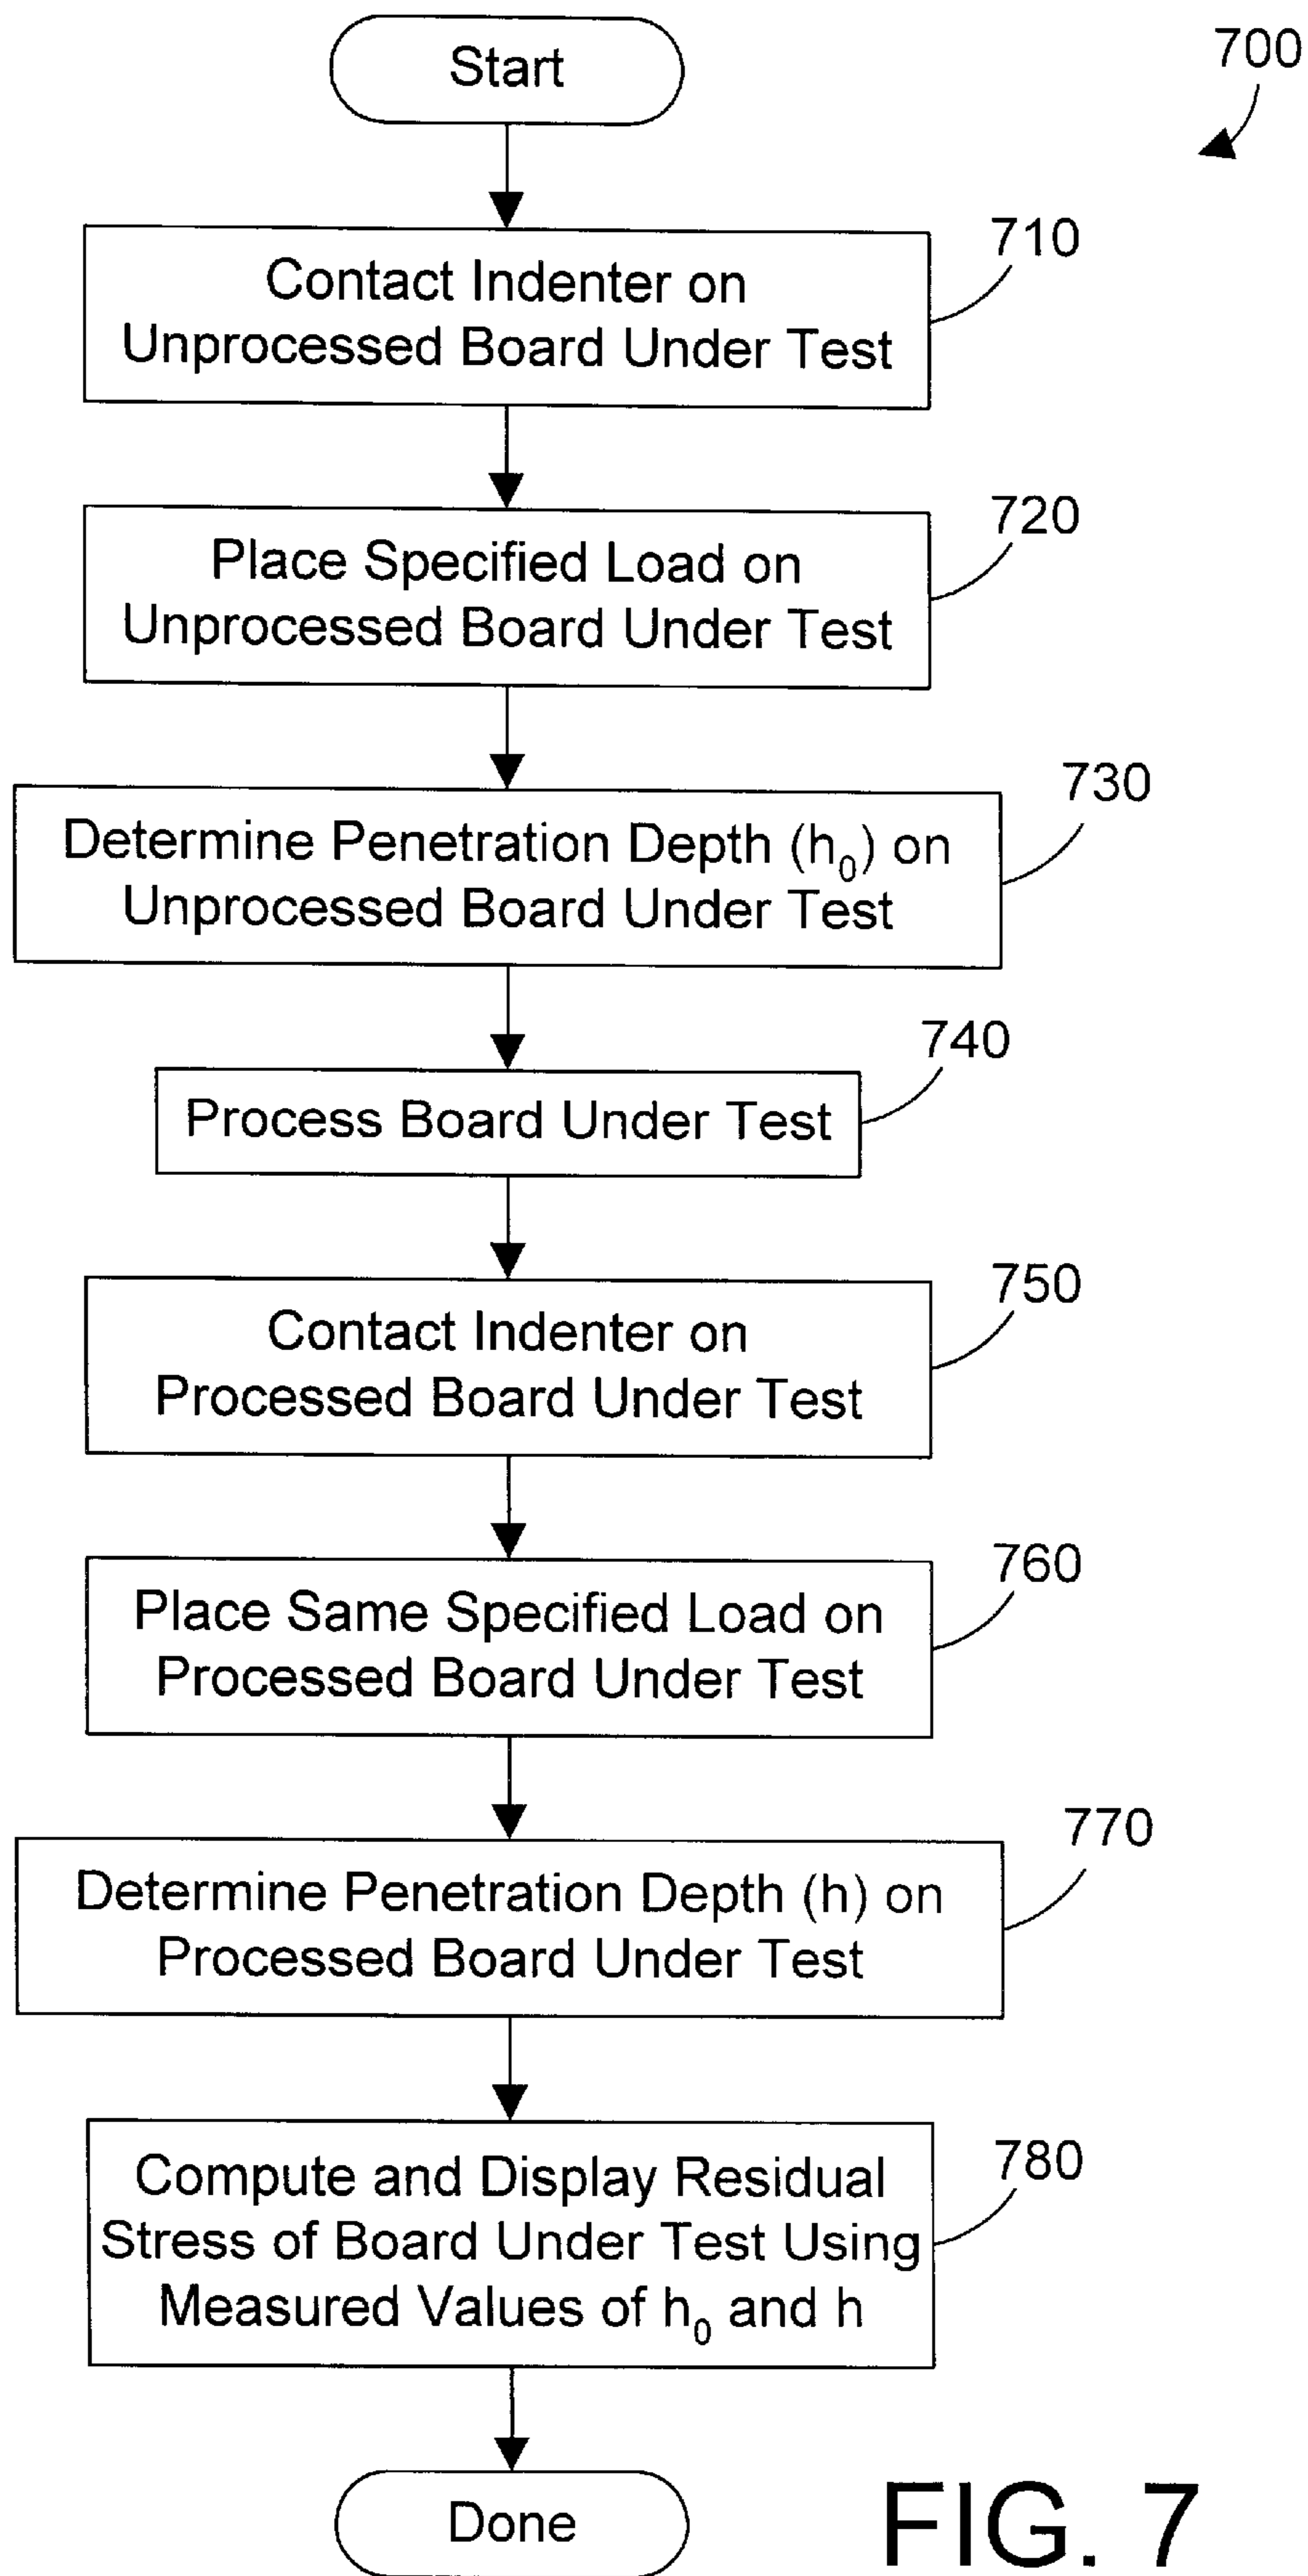 Start
700
710
Contact Indenter on
Unprocessed Board Under Test
720
Place Specified Load on
Unprocessed Board Under Test
730
Determine Penetration Depth (h₀) on
Unprocessed Board Under Test
740
Process Board Under Test
750
Contact Indenter on
Processed Board Under Test
760
Place Same Specified Load on
Processed Board Under Test
770
Determine Penetration Depth (h) on
Processed Board Under Test
780
Compute and Display Residual
Stress of Board Under Test Using
Measured Values of h₀ and h
Done
FIG. 7